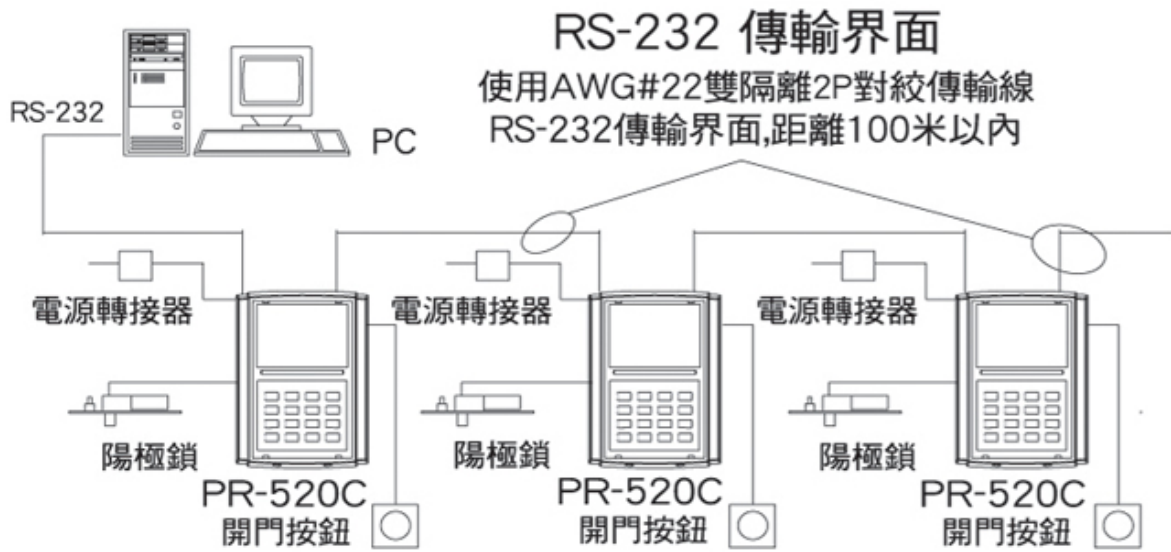 RS-232 傳輸界面
使用AWG#22雙隔離2P對絞傳輸線
RS-232傳輸界面,距離100米以內
RS-232
PC
電源轉接器
電源轉接器
電源轉接器
陽極鎖
陽極鎖
陽極鎖
PR-520C
PR-520C
PR-520C
開門按鈕
開門按鈕
開門按鈕